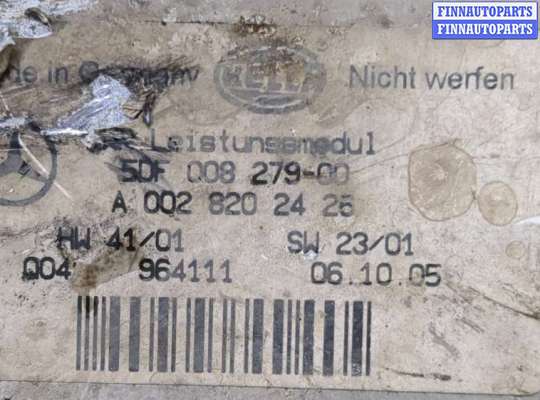 FINNAUTOPARTS
FINNAUTOPARTS
de in Germany HELLA Nicht werfen
Leistungsmodul
5DF 008 279-00
A 002 820 24 26
HW 41/01 SW 23/01
Q04 964111 06.10.05